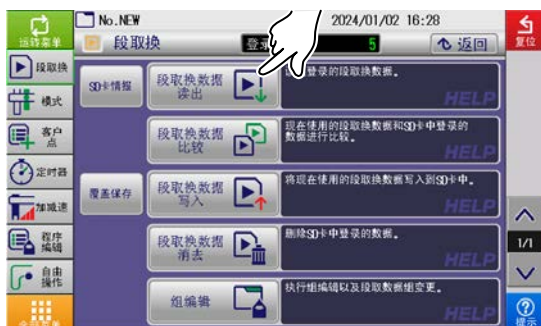 No.NEW
2024/01/02 16:28
运转菜单
段取换
登录
5
返回
复位
段取换
模式
客户点
定时器
加减速
程序编辑
自由操作
SD卡情报
段取换数据
读出
登录的段取换数据。
HELP
段取换数据
比较
现在使用的段取换数据和SD卡中登录的
数据进行比较。
HELP
覆盖保存
段取换数据
写入
将现在使用的段取换数据写入到SD卡中。
HELP
段取换数据
消去
删除SD卡中登录的数据。
HELP
组编辑
执行组编辑以及段取数据组变更。
HELP
1/1
提示